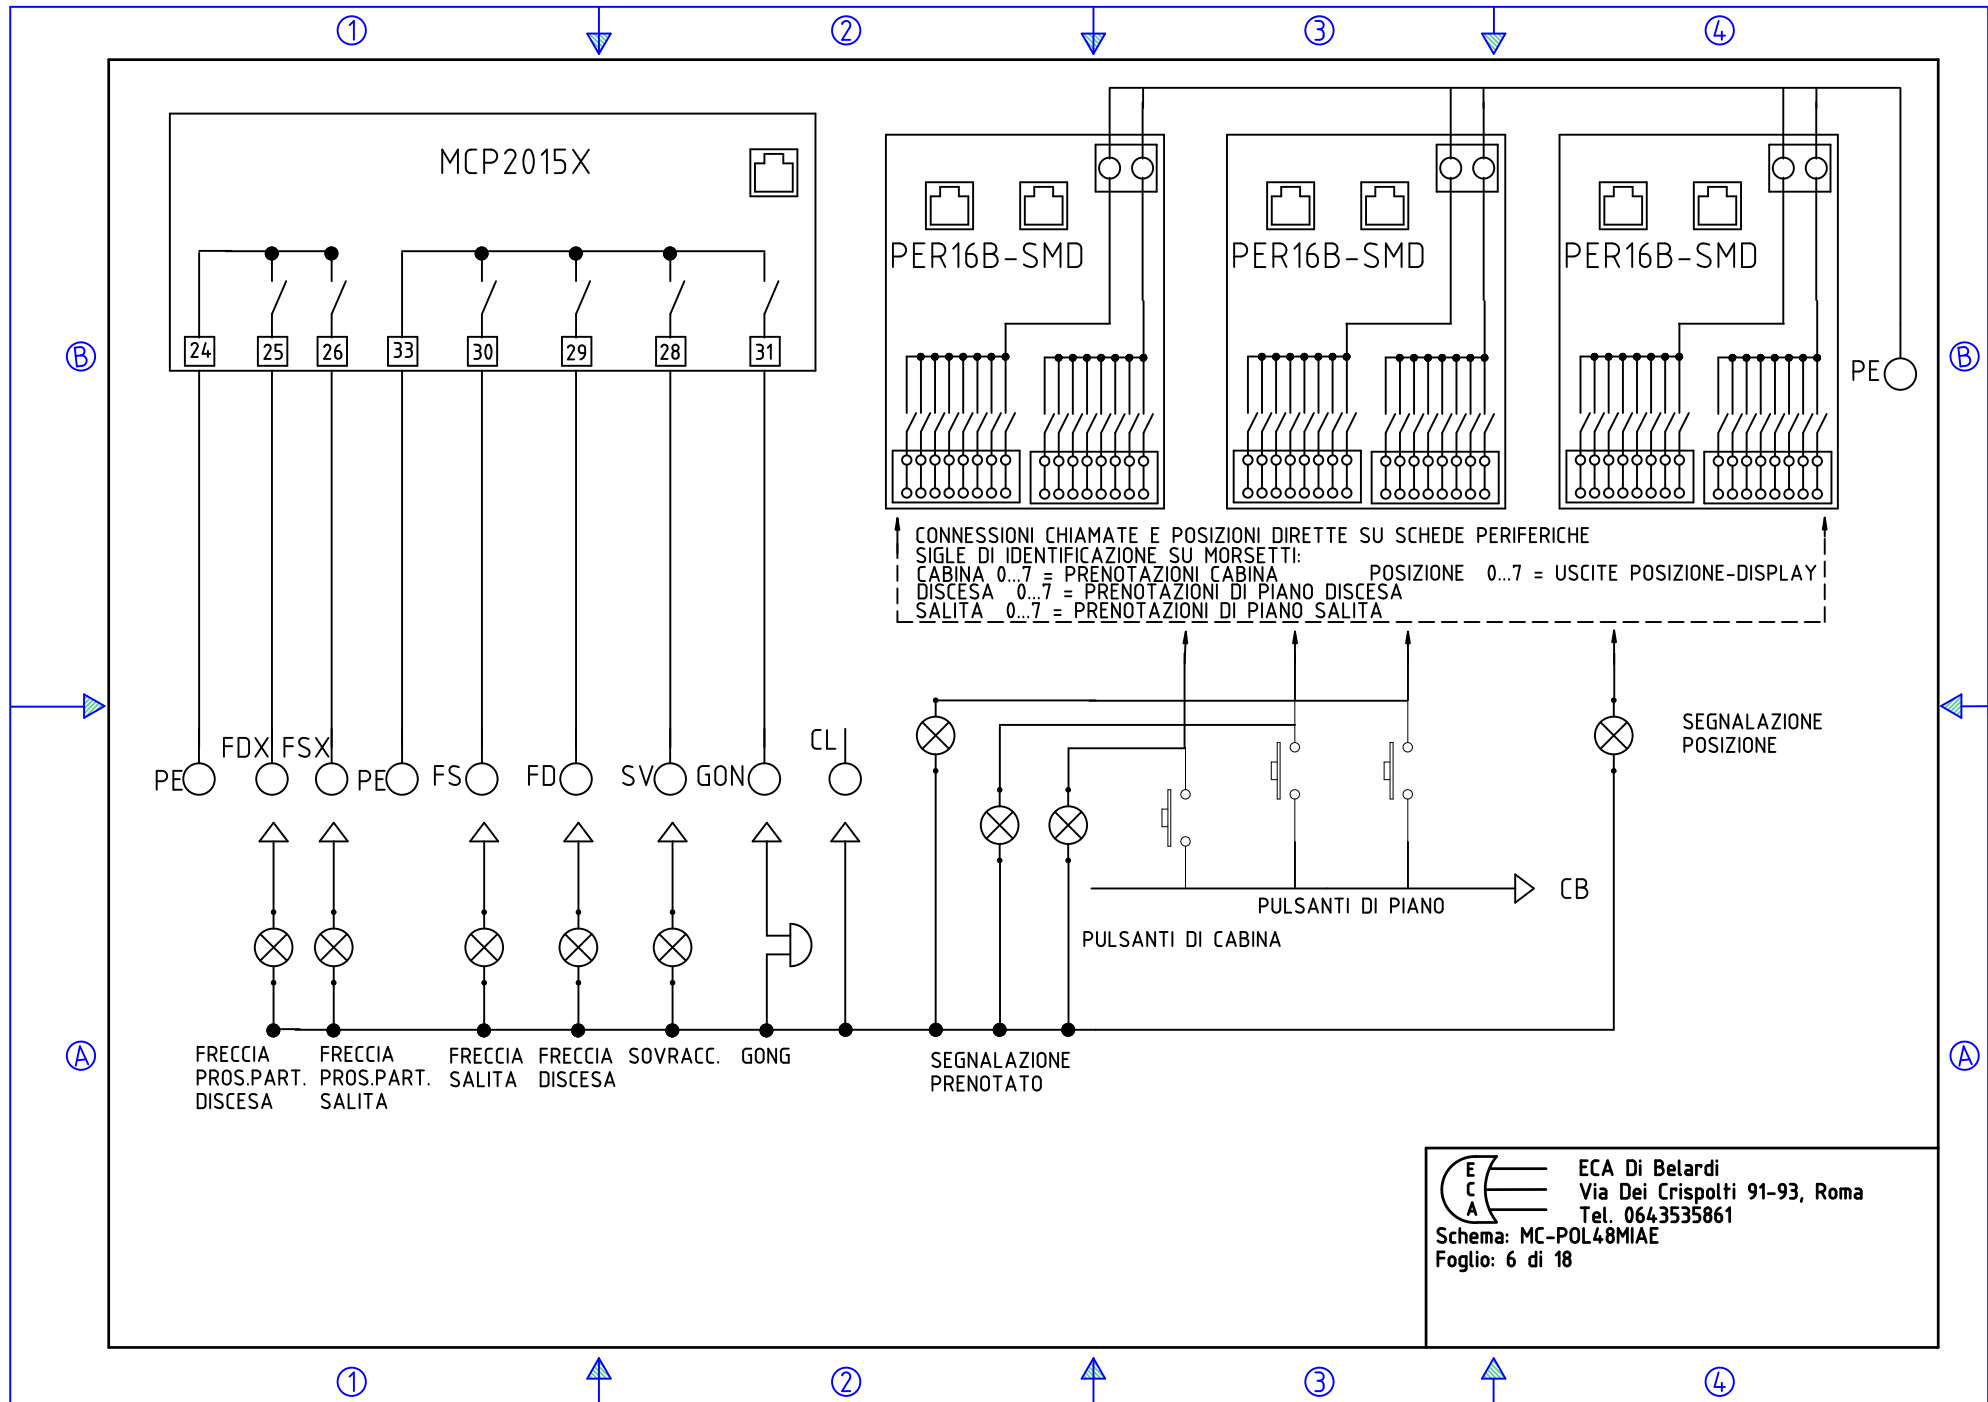 1 2 3 4
MCP2015X
PER16B-SMD PER16B-SMD PER16B-SMD
24 25 26 33 30 29 28 31
B B
PE
CONNESSIONI CHIAMATE E POSIZIONI DIRETTE SU SCHEDE PERIFERICHE
SIGLE DI IDENTIFICAZIONE SU MORSETTI:
CABINA 0...7 = PRENOTAZIONI CABINA POSIZIONE 0...7 = USCITE POSIZIONE-DISPLAY
DISCESA 0...7 = PRENOTAZIONI DI PIANO DISCESA
SALITA 0...7 = PRENOTAZIONI DI PIANO SALITA
SEGNALAZIONE
POSIZIONE
PE FDX FSX PE FS FD SV GON CL
CB
PULSANTI DI PIANO
PULSANTI DI CABINA
A A
FRECCIA
PROS.PART.
DISCESA
FRECCIA
PROS.PART.
SALITA
FRECCIA
SALITA
FRECCIA
DISCESA
SOVRACC.
GONG
SEGNALAZIONE
PRENOTATO
E
C
A
ECA Di Belardi
Via Dei Crispolti 91-93, Roma
Tel. 0643535861
Schema: MC-POL48MIAE
Foglio: 6 di 18
1 2 3 4